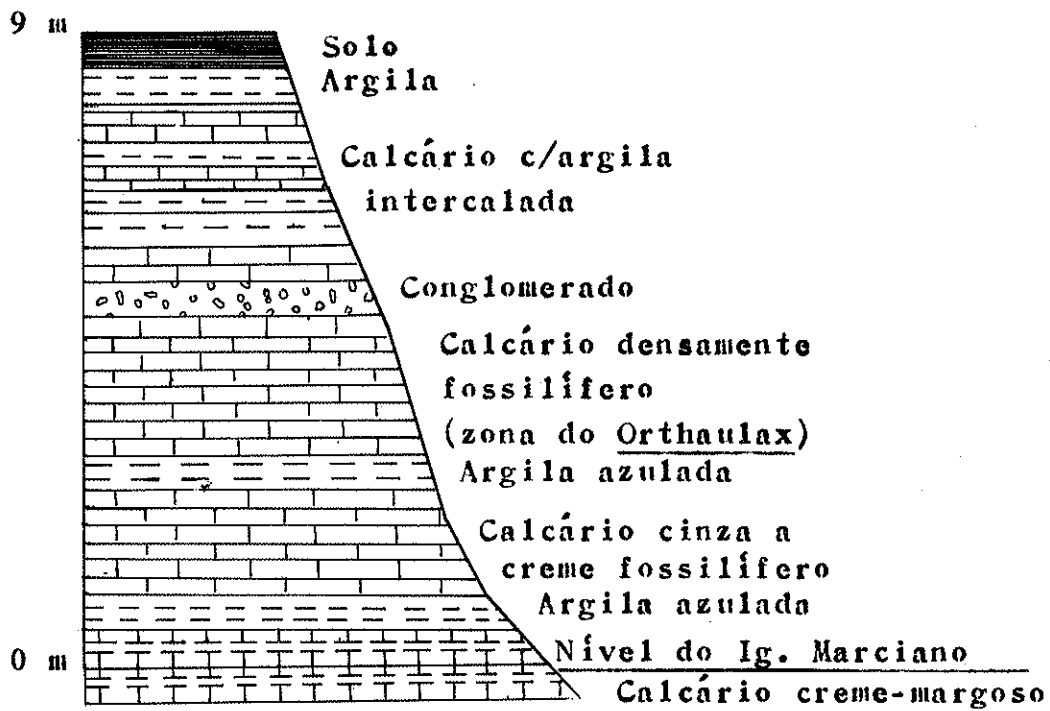 9 m
Solo
Argila
Calcário c/argila
intercalada
Conglomerado
Calcário densamente
fossilífero
(zona do Orthaulax)
Argila azulada
Calcário cinza a
creme fossilífero
Argila azulada
0 m
Nível do Ig. Marciano
Calcário creme-margoso